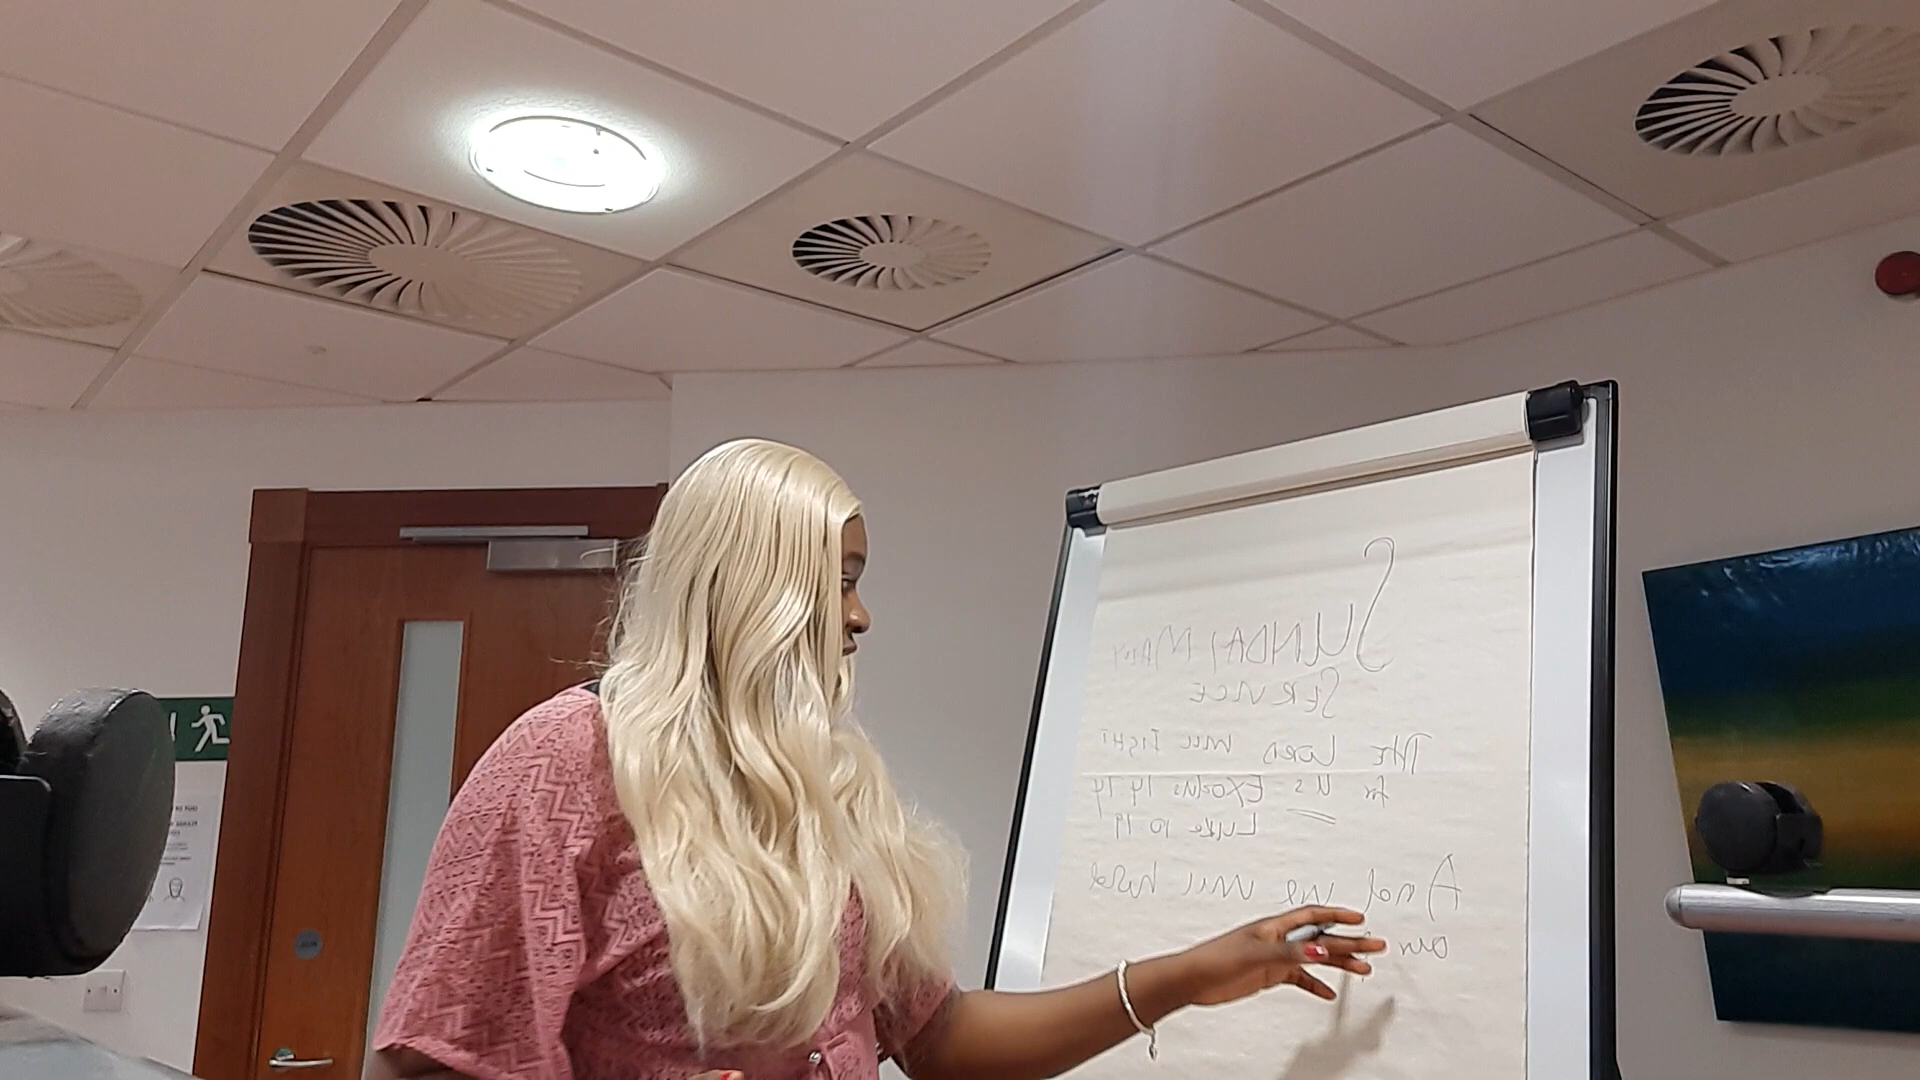 SUNDAY MANY
SERVICE
THE LORD WILL FIGHT
for US Exodus 14 14
Luke 10 19
And we will hold
our